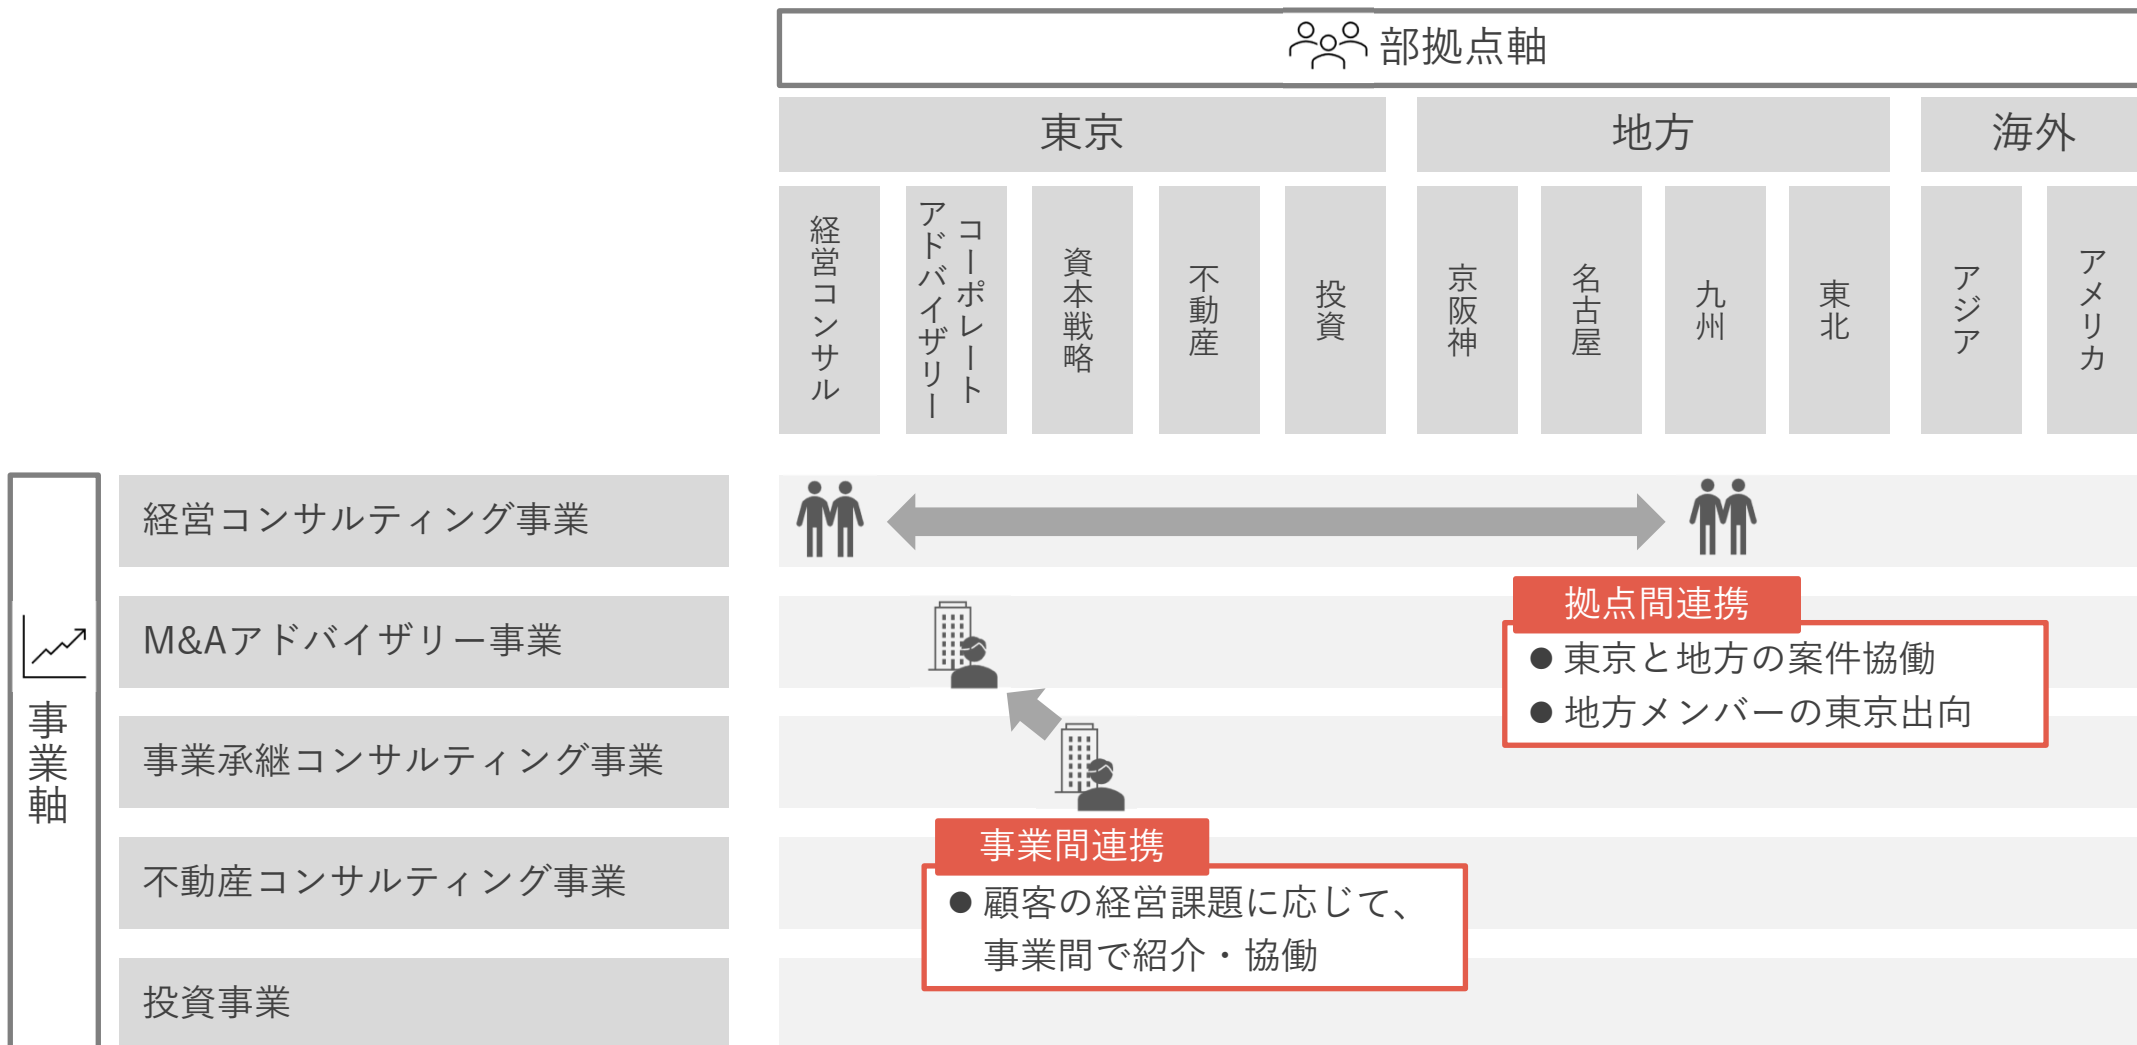 部拠点軸
東京
地方
海外
経営コンサル
コーポレート
アドバイザリー
資本戦略
不動産
投資
京阪神
名古屋
九州
東北
アジア
アメリカ
事業軸
経営コンサルティング事業
M&Aアドバイザリー事業
事業承継コンサルティング事業
不動産コンサルティング事業
投資事業
拠点間連携
● 東京と地方の案件協働
● 地方メンバーの東京出向
事業間連携
● 顧客の経営課題に応じて、
事業間で紹介・協働